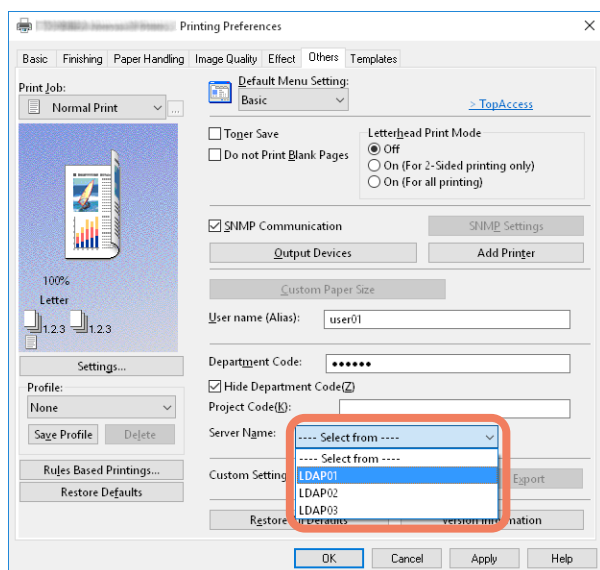 Printing Preferences
Basic Finishing Paper Handling Image Quality Effect Others Templates
Print Job:
Normal Print
...
100%
Letter
1.2.3 1.2.3
Settings...
Profile:
None
Save Profile Delete
Rules Based Printings...
Restore Defaults
Default Menu Setting:
Basic
> TopAccess
Toner Save
Do not Print Blank Pages
Letterhead Print Mode
Off
On (For 2-Sided printing only)
On (For all printing)
SNMP Communication SNMP Settings
Output Devices Add Printer
Custom Paper Size
User name (Alias): user01
Department Code: ●●●●●●
Hide Department Code(Z)
Project Code(K):
Server Name: ---- Select from ----
---- Select from ----
Custom Setting LDAP01 Export
LDAP02
LDAP03
OK Cancel Apply Help